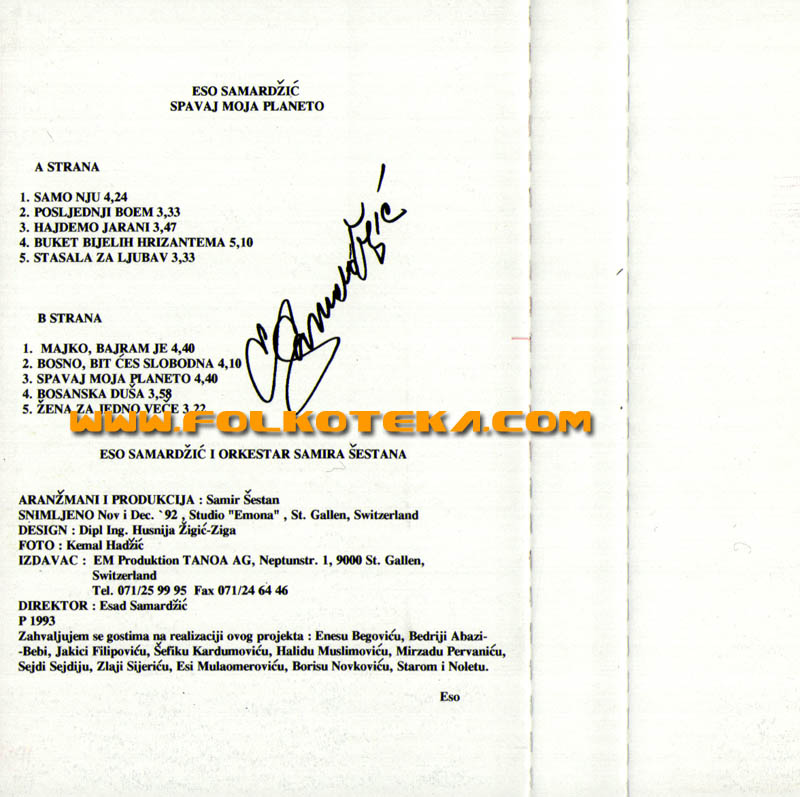 ESO SAMARDŽIĆ
SPAVAJ MOJA PLANETO
A STRANA
1. SAMO NJU 4,24
2. POSLJEDNJI BOEM 3,33
3. HAJDEMO JARANI 3,47
4. BUKET BIJELIH HRIZANTEMA 5,10
5. STASALA ZA LJUBAV 3,33
Samardžić
B STRANA
1. MAJKO, BAJRAM JE 4,40
2. BOSNO, BIT ĆES SLOBODNA 4,10
3. SPAVAJ MOJA PLANETO 4,40
4. BOSANSKA DUŠA 3,58
5. ŽENA ZA JEDNO VEČE 3,22
WWW.FOLKOTEKA.COM
ESO SAMARDŽIĆ I ORKESTAR SAMIRA ŠESTANA
ARANŽMANI I PRODUKCIJA : Samir Šestan
SNIMLJENO Nov i Dec. `92 , Studio "Emona" , St. Gallen, Switzerland
DESIGN : Dipl Ing. Husnija Žigić-Ziga
FOTO : Kemal Hadžić
IZDAVAC : EM Produktion TANOA AG, Neptunstr. 1, 9000 St. Gallen,
Switzerland
Tel. 071/25 99 95 Fax 071/24 64 46
DIREKTOR : Esad Samardžić
P 1993
Zahvaljujem se gostima na realizaciji ovog projekta : Enesu Begoviću, Bedriji Abazi-
-Bebi, Jakici Filipoviću, Šefiku Kardumoviću, Halidu Muslimoviću, Mirzadu Pervaniću,
Sejdi Sejdiju, Zlaji Sijeriću, Esi Mulaomeroviću, Borisu Novkoviću, Starom i Noletu.
Eso